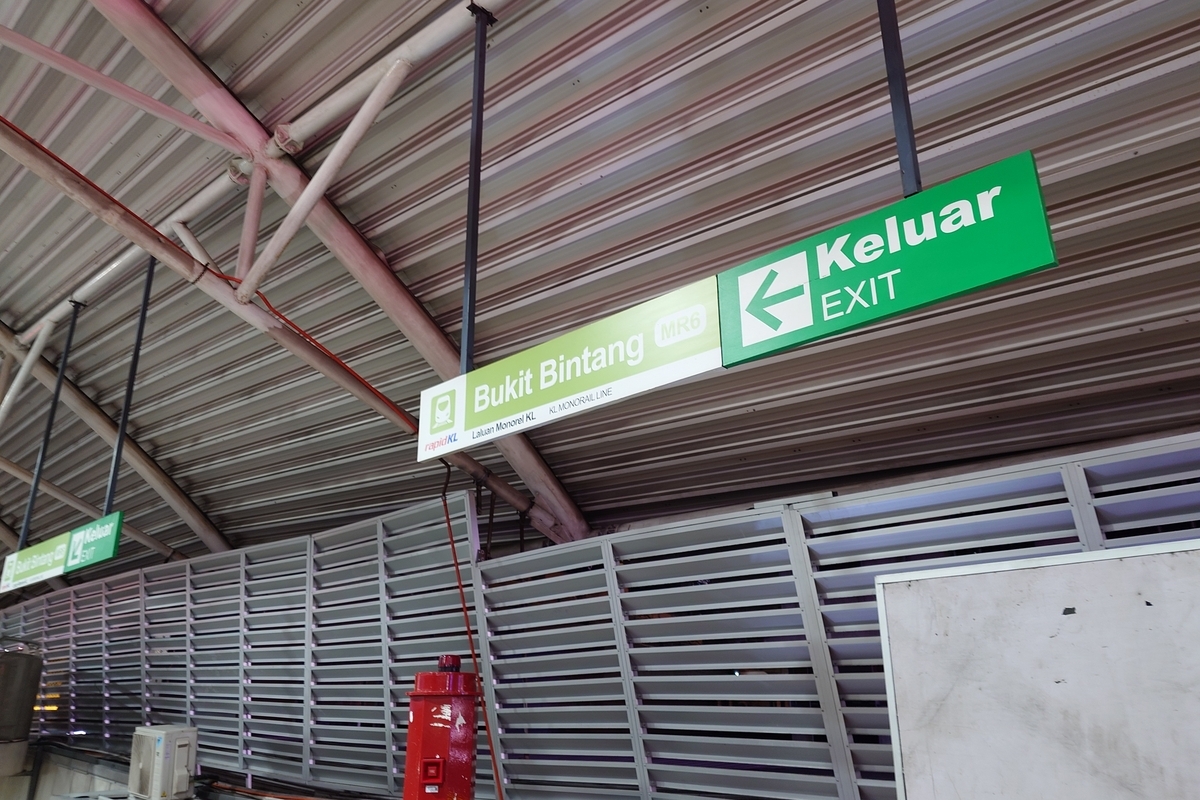 Keluar
EXIT
Bukit Bintang MR6
rapidKL
Laluan Monorel KL KL MONORAIL LINE
Bukit Bintang
Keluar
EXIT